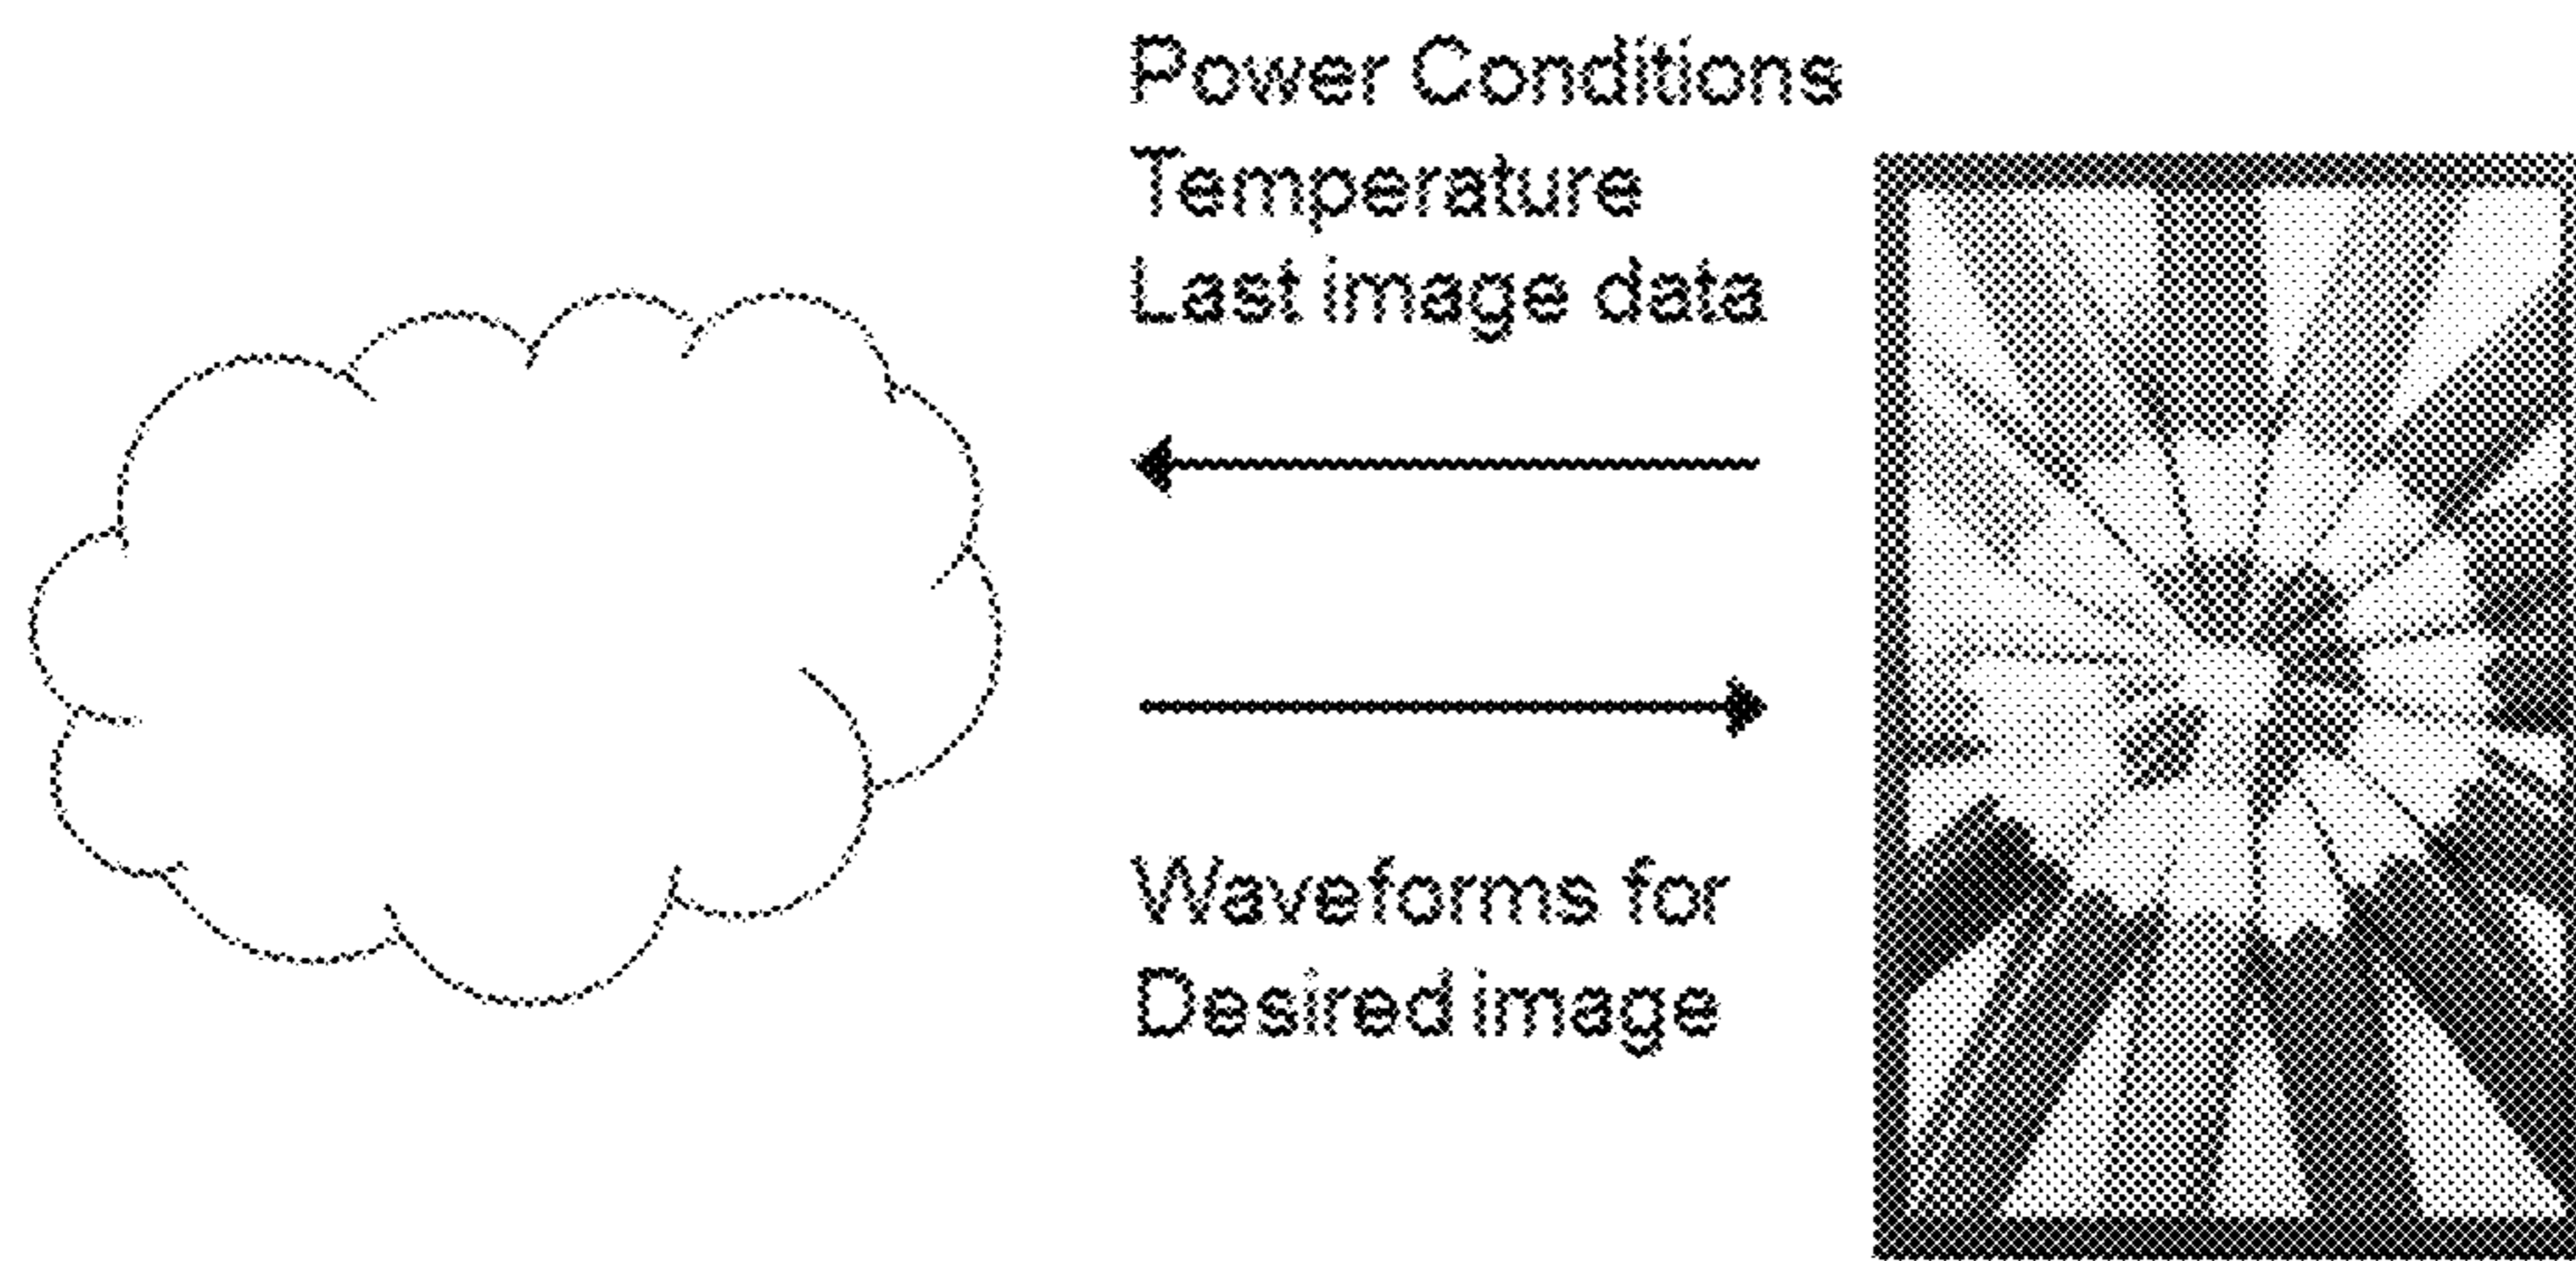 Power Conditions
Temperature
Last image data
Waveforms for
Desired image